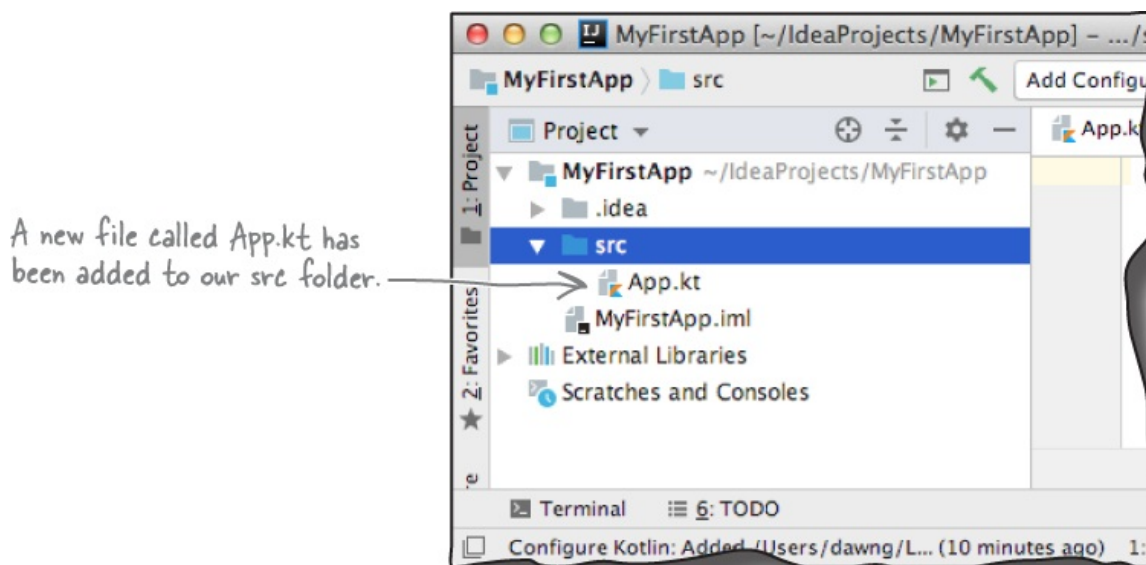 MyFirstApp [~/IdeaProjects/MyFirstApp] – .../s
MyFirstApp src Add Configu
1: Project
Project App.k
MyFirstApp ~/IdeaProjects/MyFirstApp
.idea
src
A new file called App.kt has
been added to our src folder.
App.kt
MyFirstApp.iml
2: Favorites
External Libraries
Scratches and Consoles
Terminal 6: TODO
Configure Kotlin: Added /Users/dawng/L... (10 minutes ago) 1: